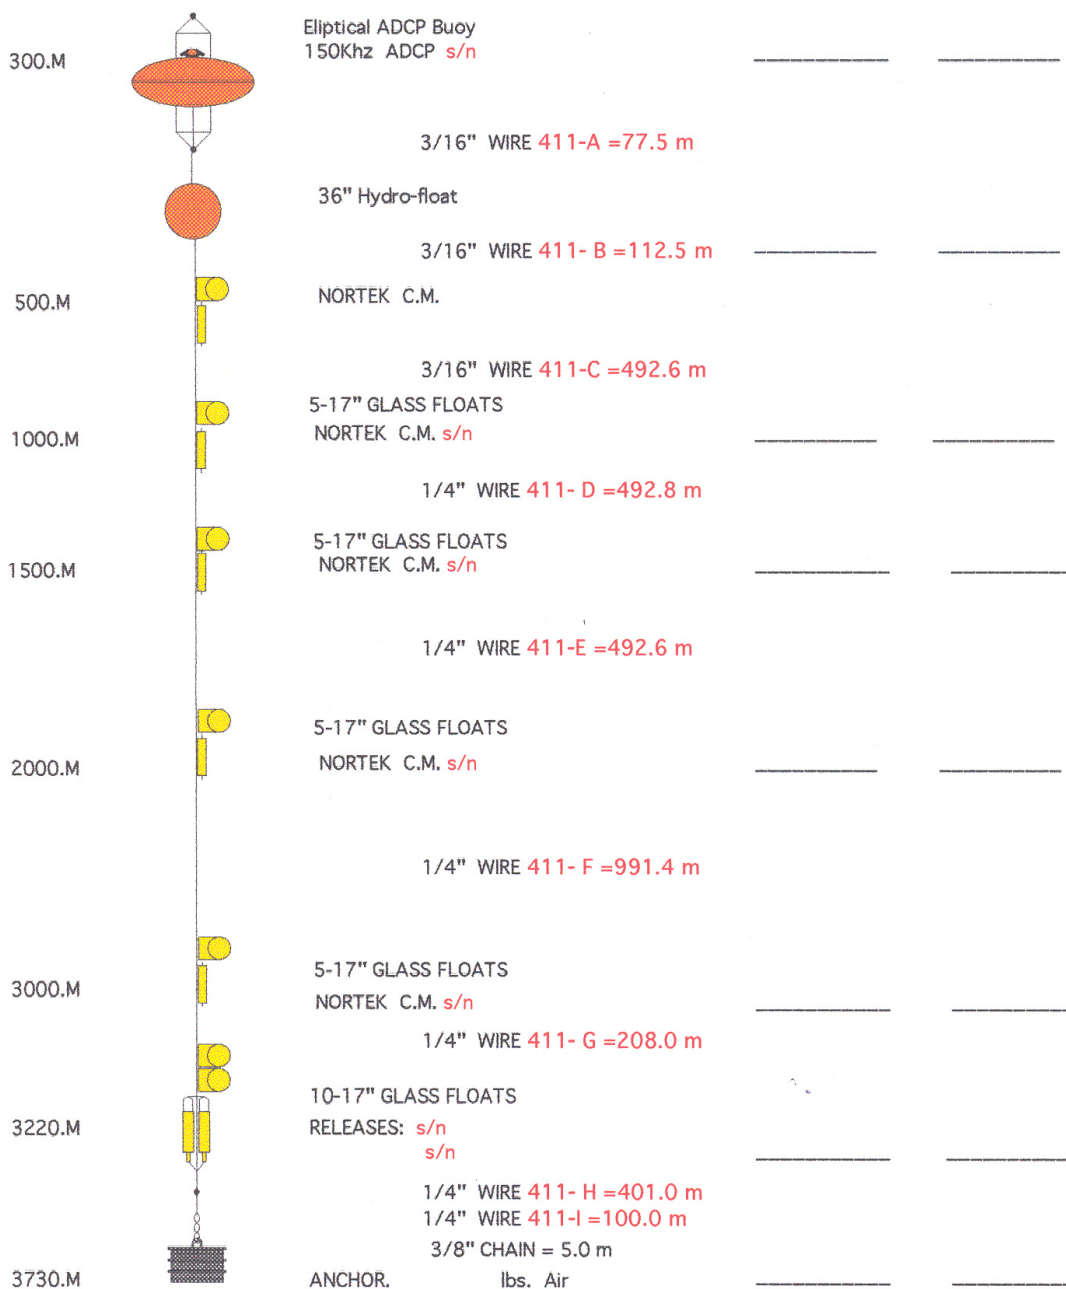 Eliptical ADCP Buoy
300.M 150Khz ADCP s/n
3/16" WIRE 411-A =77.5 m
36" Hydro-float
3/16" WIRE 411- B =112.5 m
500.M NORTEK C.M.
3/16" WIRE 411-C =492.6 m
5-17" GLASS FLOATS
1000.M NORTEK C.M. s/n
1/4" WIRE 411- D =492.8 m
5-17" GLASS FLOATS
1500.M NORTEK C.M. s/n
1/4" WIRE 411-E =492.6 m
5-17" GLASS FLOATS
2000.M NORTEK C.M. s/n
1/4" WIRE 411- F =991.4 m
5-17" GLASS FLOATS
3000.M NORTEK C.M. s/n
1/4" WIRE 411- G =208.0 m
10-17" GLASS FLOATS
3220.M RELEASES: s/n
s/n
1/4" WIRE 411- H =401.0 m
1/4" WIRE 411-I =100.0 m
3/8" CHAIN = 5.0 m
3730.M ANCHOR. lbs. Air